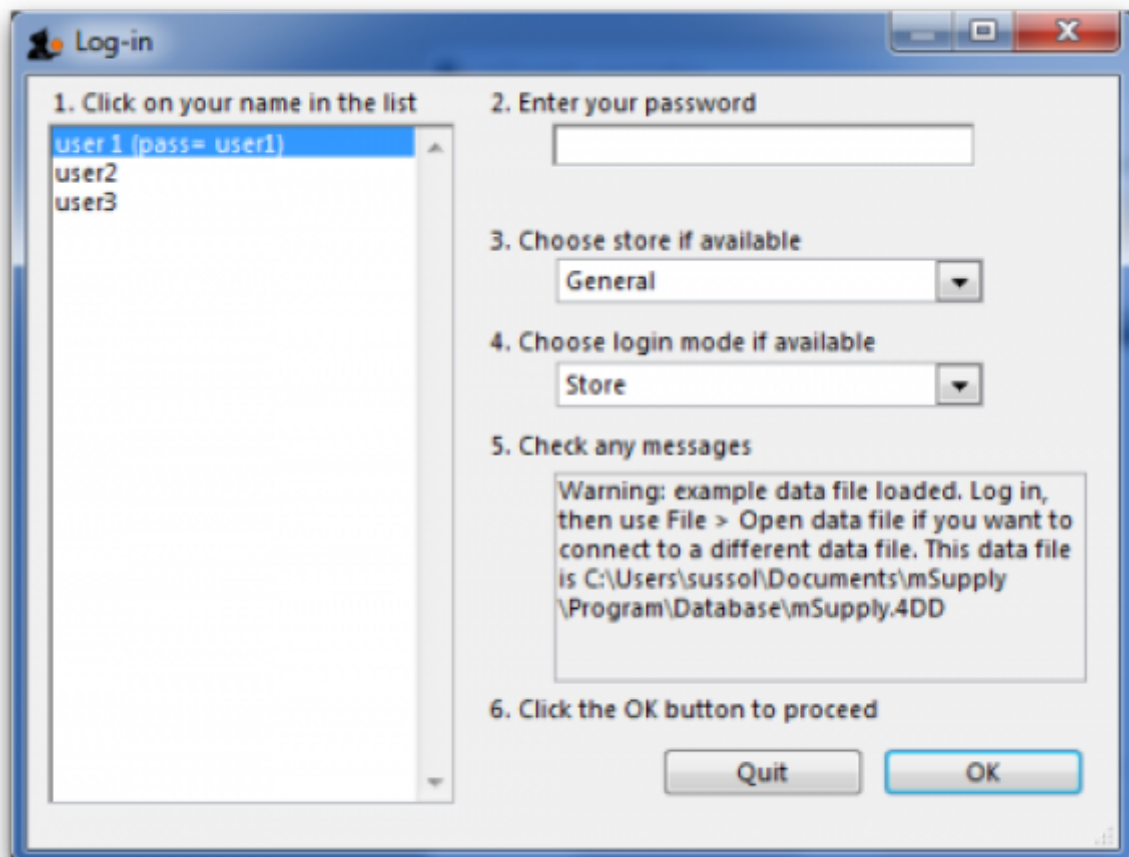 Log-in
1. Click on your name in the list
user 1 (pass= user1)
user2
user3
2. Enter your password
3. Choose store if available
General
4. Choose login mode if available
Store
5. Check any messages
Warning: example data file loaded. Log in,
then use File > Open data file if you want to
connect to a different data file. This data file
is C:\Users\sussol\Documents\mSupply
\Program\Database\mSupply.4DD
6. Click the OK button to proceed
Quit
OK